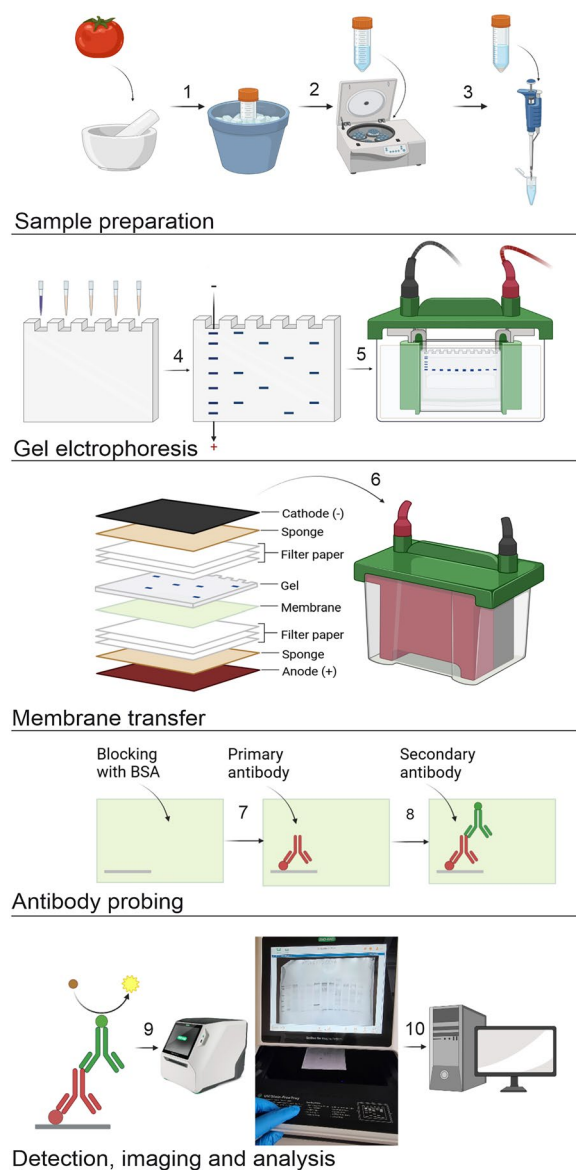 1
2
3
Sample preparation
-
4
5
+
Gel elctrophoresis
6
Cathode (-)
Sponge
Filter paper
Gel
Membrane
Filter paper
Sponge
Anode (+)
Membrane transfer
Blocking
with BSA
Primary
antibody
Secondary
antibody
7
8
Antibody probing
9
10
Detection, imaging and analysis